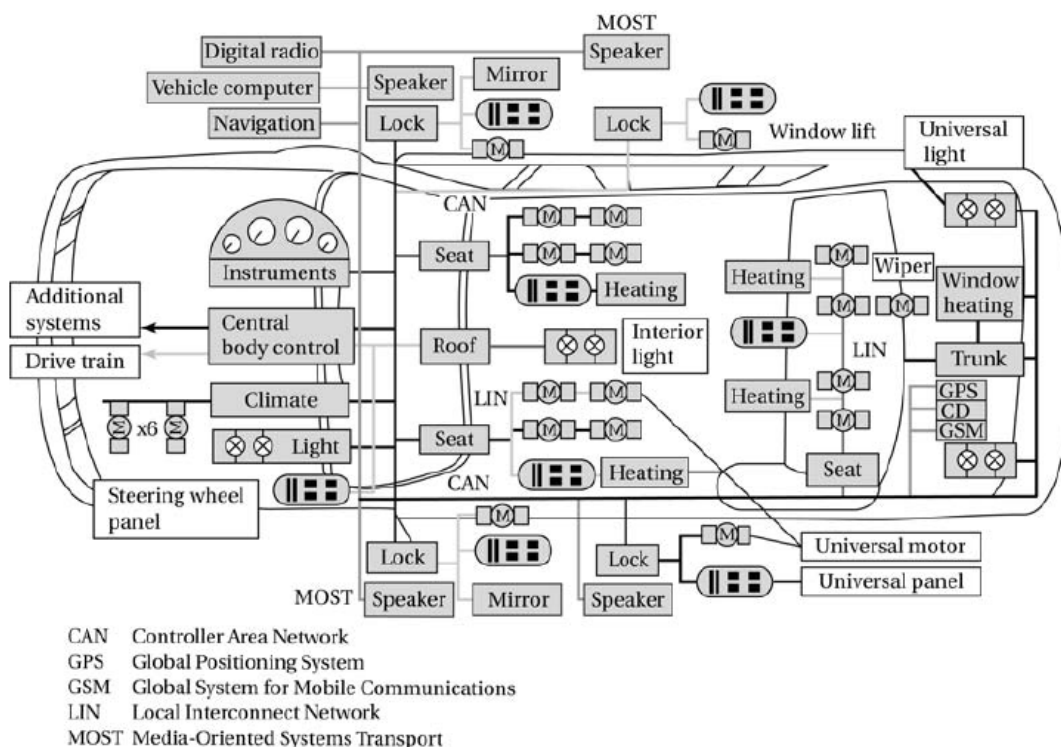 MOST
Digital radio
Speaker
Vehicle computer
Speaker
Mirror
Navigation
Lock
M
Lock
M
Window lift
Universal
light
CAN
M
M
Instruments
Seat
M
M
Heating
Heating
M
Wiper
Window
heating
Additional
systems
Central
body control
Roof
Interior
light
M
M
LIN
Trunk
Drive train
Climate
LIN
M
M
Heating
M
GPS
CD
GSM
M
x6
M
Light
Seat
M
M
M
CAN
Heating
Seat
Steering wheel
panel
M
Lock
Lock
M
Universal motor
Universal panel
MOST
Speaker
Mirror
Speaker
CAN Controller Area Network
GPS Global Positioning System
GSM Global System for Mobile Communications
LIN Local Interconnect Network
MOST Media-Oriented Systems Transport